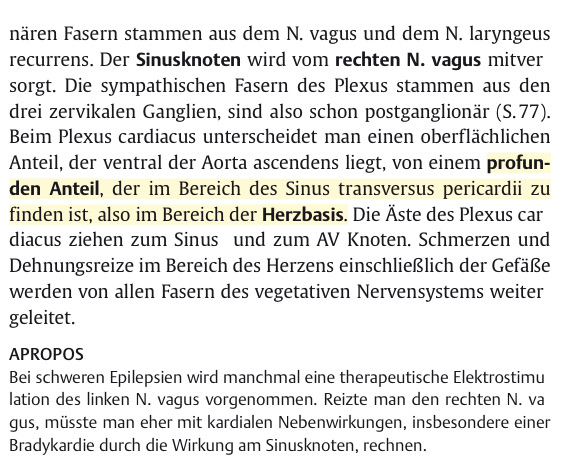 nären Fasern stammen aus dem N. vagus und dem N. laryngeus
recurrens. Der Sinusknoten wird vom rechten N. vagus mitver
sorgt. Die sympathischen Fasern des Plexus stammen aus den
drei zervikalen Ganglien, sind also schon postganglionär (S. 77).
Beim Plexus cardiacus unterscheidet man einen oberflächlichen
Anteil, der ventral der Aorta ascendens liegt, von einem profun-
den Anteil, der im Bereich des Sinus transversus pericardii zu
finden ist, also im Bereich der Herzbasis. Die Äste des Plexus car
diacus ziehen zum Sinus und zum AV Knoten. Schmerzen und
Dehnungsreize im Bereich des Herzens einschließlich der Gefäße
werden von allen Fasern des vegetativen Nervensystems weiter
geleitet.
APROPOS
Bei schweren Epilepsien wird manchmal eine therapeutische Elektrostimu
lation des linken N. vagus vorgenommen. Reizte man den rechten N. va
gus, müsste man eher mit kardialen Nebenwirkungen, insbesondere einer
Bradykardie durch die Wirkung am Sinusknoten, rechnen.